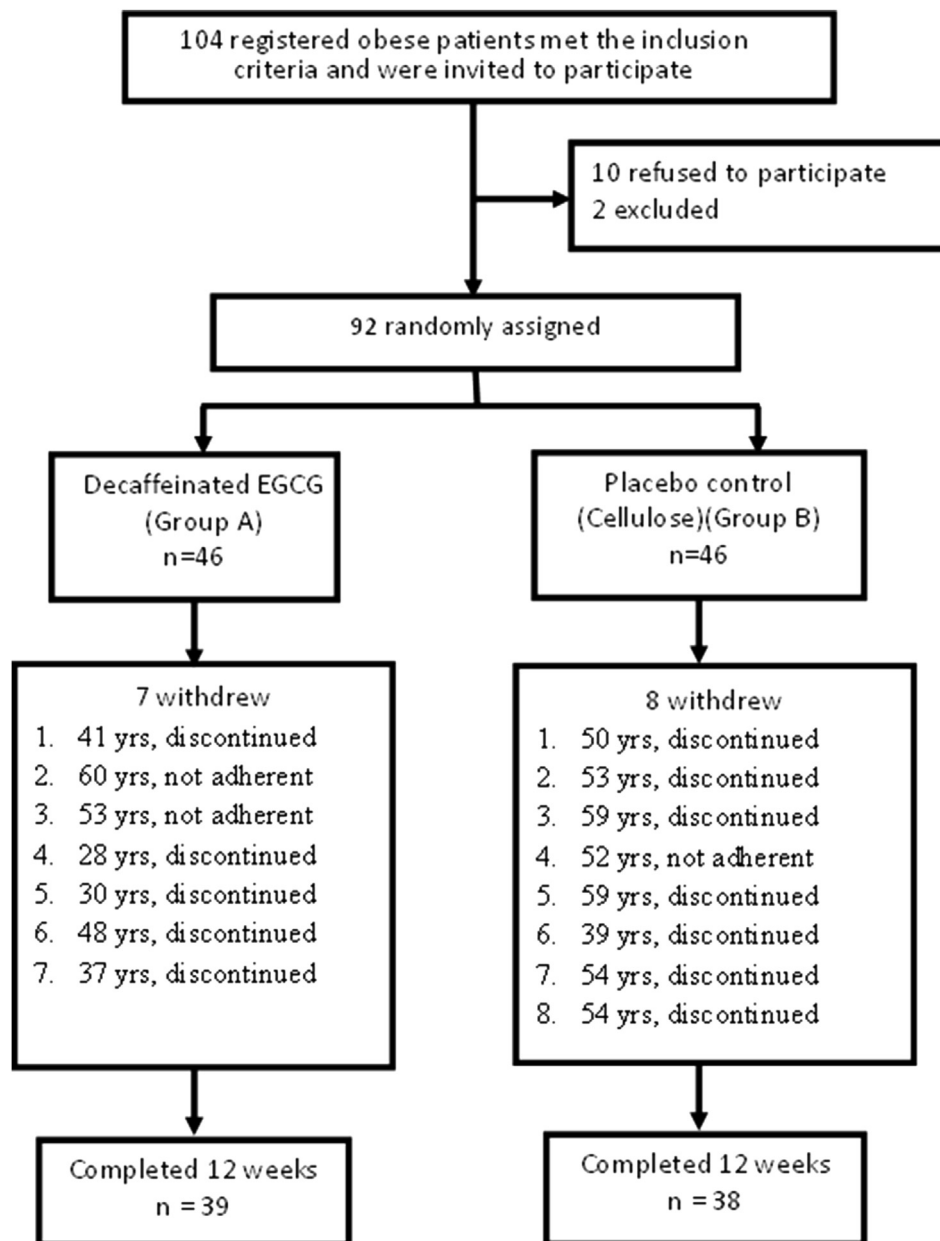 104 registered obese patients met the inclusion
criteria and were invited to participate
10 refused to participate
2 excluded
92 randomly assigned
Decaffeinated EGCG
(Group A)
n=46
Placebo control
(Cellulose)(Group B)
n=46
7 withdrew
1. 41 yrs, discontinued
2. 60 yrs, not adherent
3. 53 yrs, not adherent
4. 28 yrs, discontinued
5. 30 yrs, discontinued
6. 48 yrs, discontinued
7. 37 yrs, discontinued
8 withdrew
1. 50 yrs, discontinued
2. 53 yrs, discontinued
3. 59 yrs, discontinued
4. 52 yrs, not adherent
5. 59 yrs, discontinued
6. 39 yrs, discontinued
7. 54 yrs, discontinued
8. 54 yrs, discontinued
Completed 12 weeks
n = 39
Completed 12 weeks
n = 38